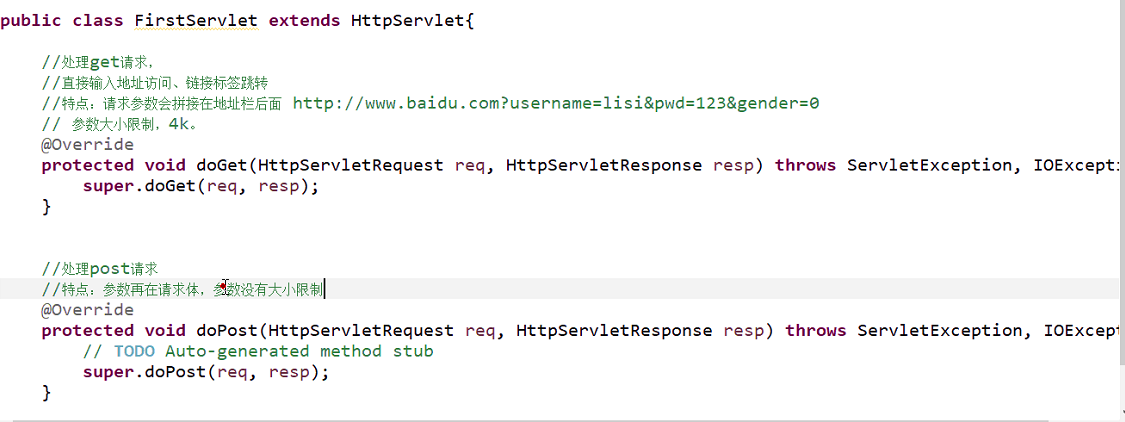 public class FirstServlet extends HttpServlet{
//处理get请求，
//直接输入地址访问、链接标签跳转
//特点：请求参数会拼接在地址栏后面 http://www.baidu.com?username=lisi&pwd=123&gender=0
// 参数大小限制，4k。
@Override
protected void doGet(HttpServletRequest req, HttpServletResponse resp) throws ServletException, IOExcepti
super.doGet(req, resp);
}
//处理post请求
//特点：参数再在请求体，参数没有大小限制
@Override
protected void doPost(HttpServletRequest req, HttpServletResponse resp) throws ServletException, IOExcept
// TODO Auto-generated method stub
super.doPost(req, resp);
}